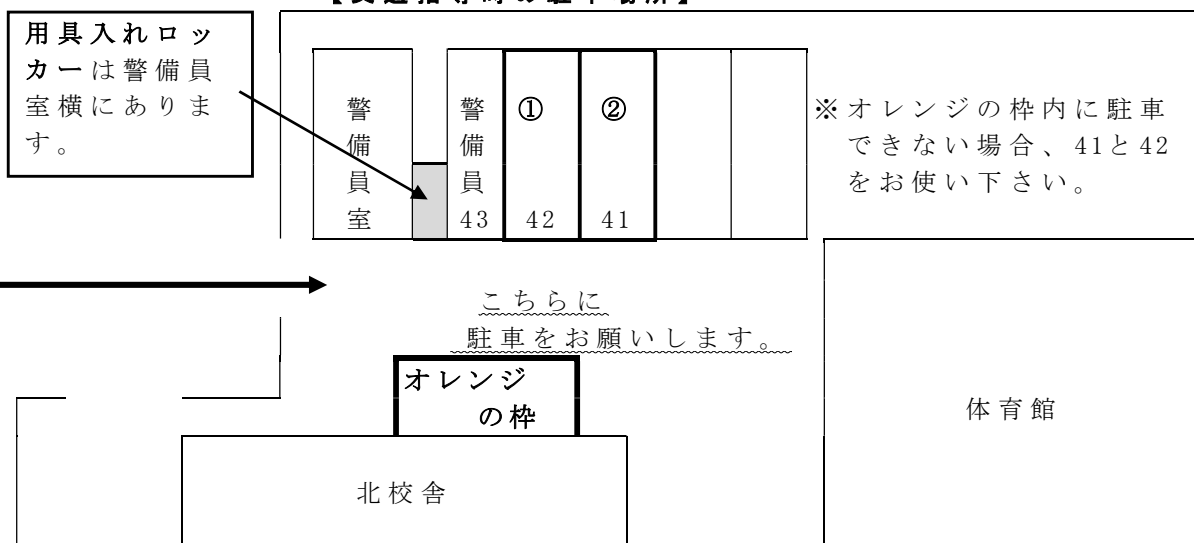 用具入れロッ
カーは警備員
室横にありま
す。
警備員室
警備員
43
①
42
②
41
※オレンジの枠内に駐車
できない場合、41と42
をお使い下さい。
こちらに
駐車をお願いします。
オレンジ
の枠
北校舎
体育館